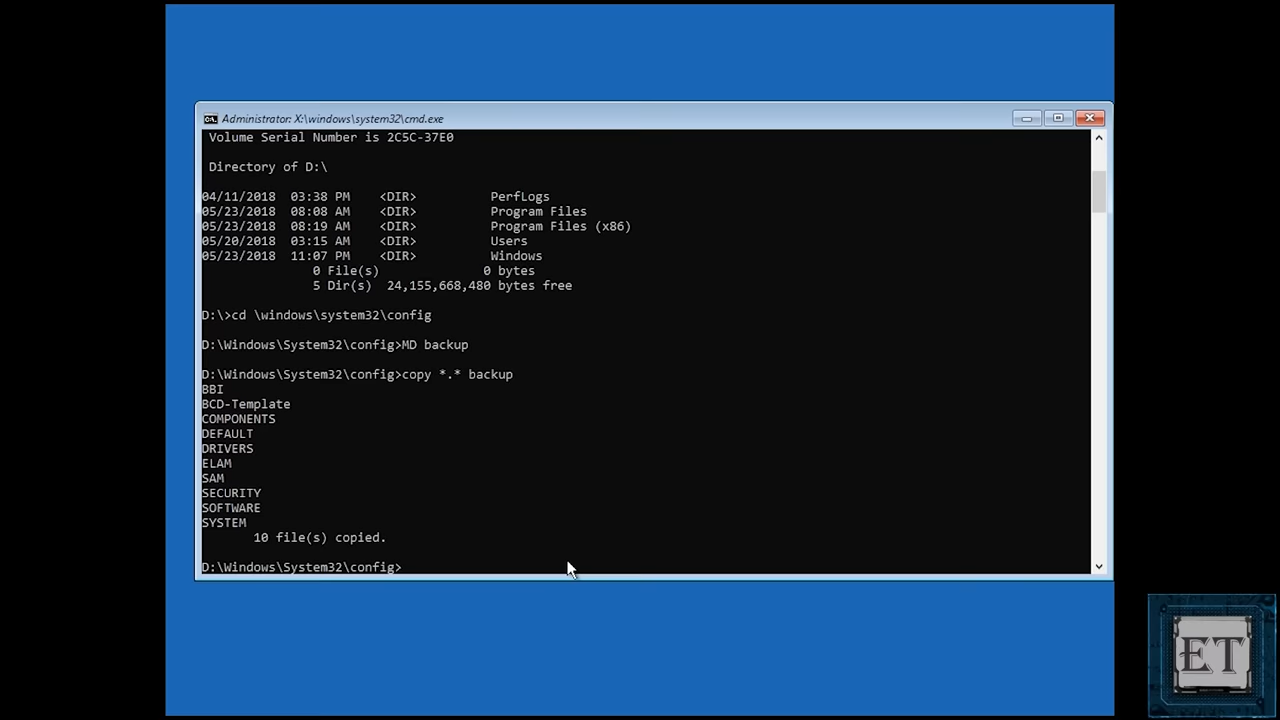 Administrator: X:\windows\system32\cmd.exe
Volume Serial Number is 2C5C-37E0
Directory of D:\
04/11/2018  03:38 PM    <DIR>          PerfLogs
05/23/2018  08:08 AM    <DIR>          Program Files
05/23/2018  08:19 AM    <DIR>          Program Files (x86)
05/20/2018  03:15 AM    <DIR>          Users
05/23/2018  11:07 PM    <DIR>          Windows
0 File(s)              0 bytes
5 Dir(s)  24,155,668,480 bytes free
D:\>cd \windows\system32\config
D:\Windows\System32\config>MD backup
D:\Windows\System32\config>copy *.* backup
BBI
BCD-Template
COMPONENTS
DEFAULT
DRIVERS
ELAM
SAM
SECURITY
SOFTWARE
SYSTEM
10 file(s) copied.
D:\Windows\System32\config>
ET